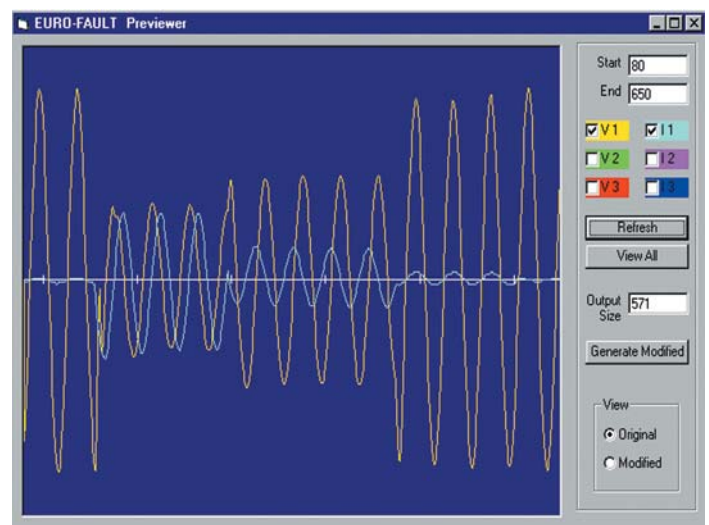 EURO-FAULT Previewer
Start 80
End 650
V 1 I 1
V 2 I 2
V 3 I 3
Refresh
View All
Output Size 571
Generate Modified
View
Original
Modified